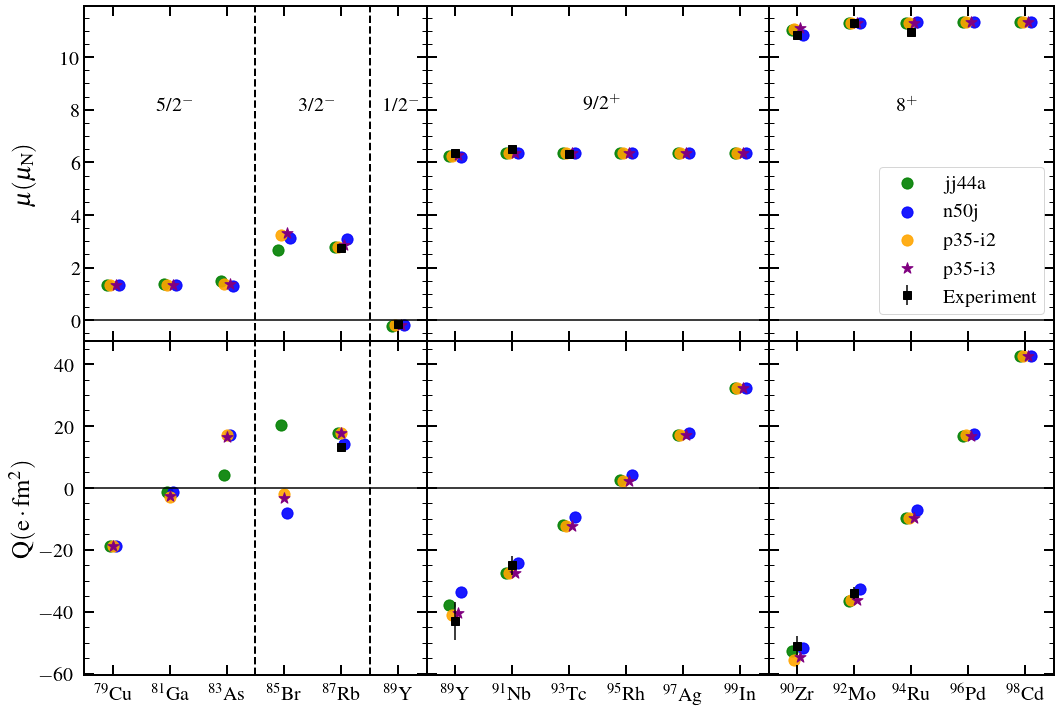 μ(μ_N)
10
8
6
4
2
0
5/2⁻
3/2⁻
1/2⁻
9/2⁺
8⁺
jj44a
n50j
p35-i2
p35-i3
Experiment
Q(e · fm²)
40
20
0
−20
−40
−60
⁷⁹Cu
⁸¹Ga
⁸³As
⁸⁵Br
⁸⁷Rb
⁸⁹Y
⁸⁹Y
⁹¹Nb
⁹³Tc
⁹⁵Rh
⁹⁷Ag
⁹⁹In
⁹⁰Zr
⁹²Mo
⁹⁴Ru
⁹⁶Pd
⁹⁸Cd